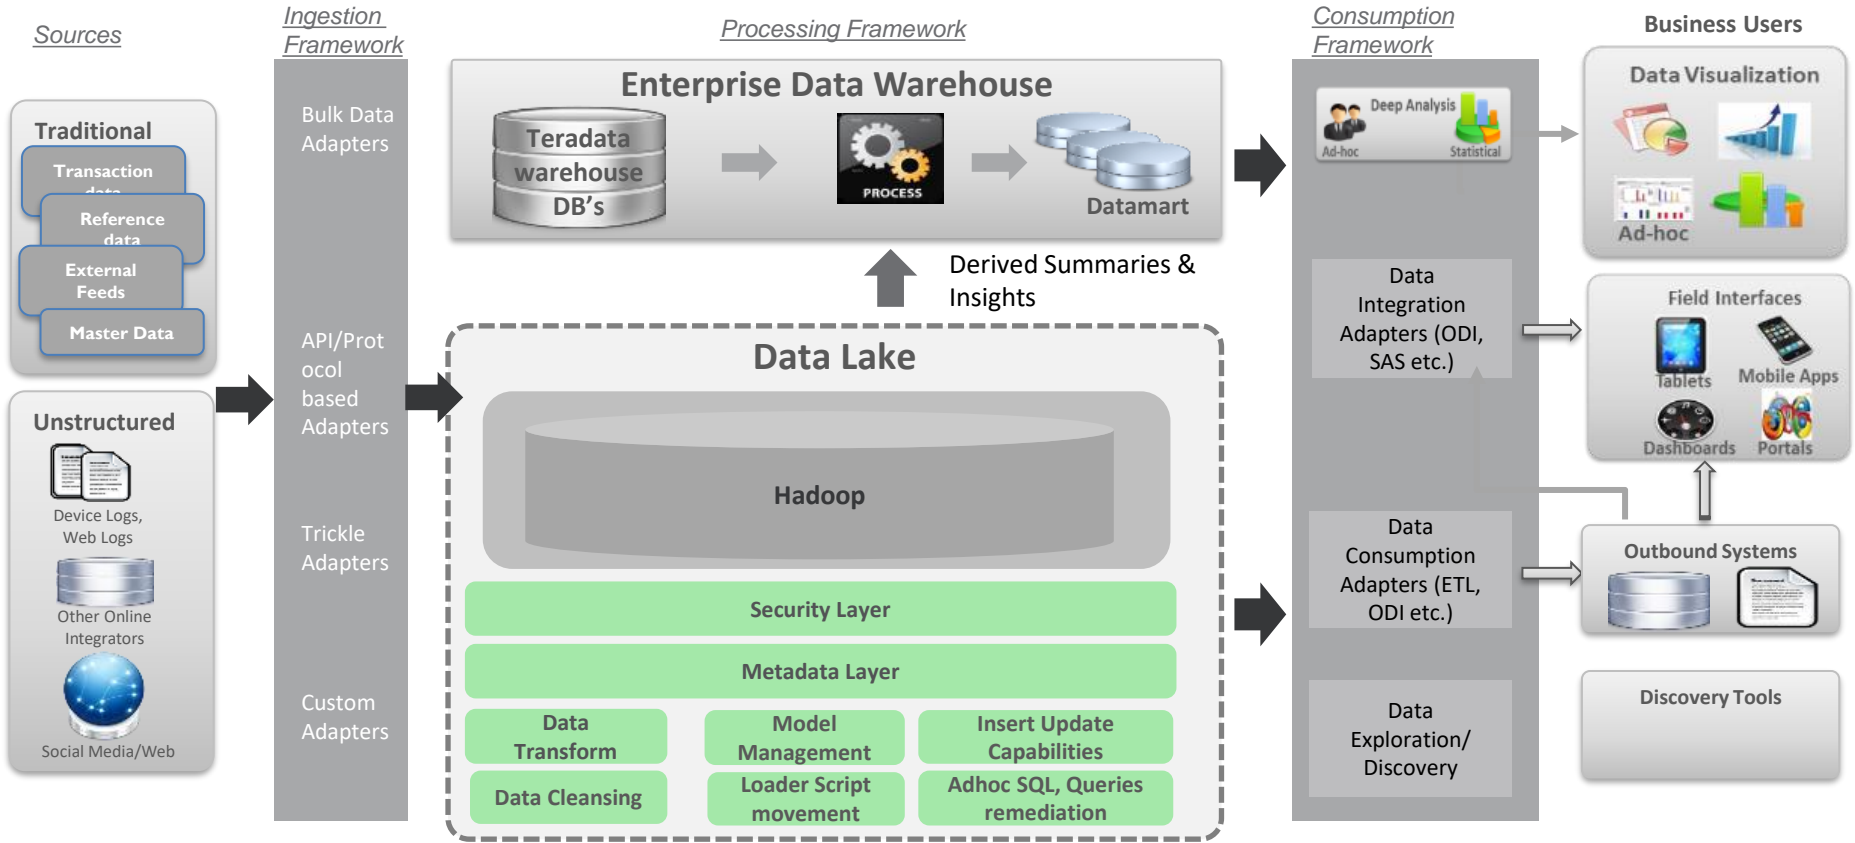 Sources
Ingestion
Framework
Processing Framework
Consumption
Framework
Business Users
Traditional
Transaction
data
Reference
data
External
Feeds
Master Data
Unstructured
Device Logs,
Web Logs
Other Online
Integrators
Social Media/Web
Bulk Data
Adapters
API/Prot
ocol
based
Adapters
Trickle
Adapters
Custom
Adapters
Enterprise Data Warehouse
Teradata
warehouse
DB's
PROCESS
Datamart
Derived Summaries &
Insights
Data Lake
Hadoop
Security Layer
Metadata Layer
Data
Transform
Model
Management
Insert Update
Capabilities
Data Cleansing
Loader Script
movement
Adhoc SQL, Queries
remediation
Deep Analysis
Ad-hoc
Statistical
Data
Integration
Adapters (ODI,
SAS etc.)
Data
Consumption
Adapters (ETL,
ODI etc.)
Data
Exploration/
Discovery
Data Visualization
Ad-hoc
Field Interfaces
Tablets
Mobile Apps
Dashboards
Portals
Outbound Systems
Discovery Tools